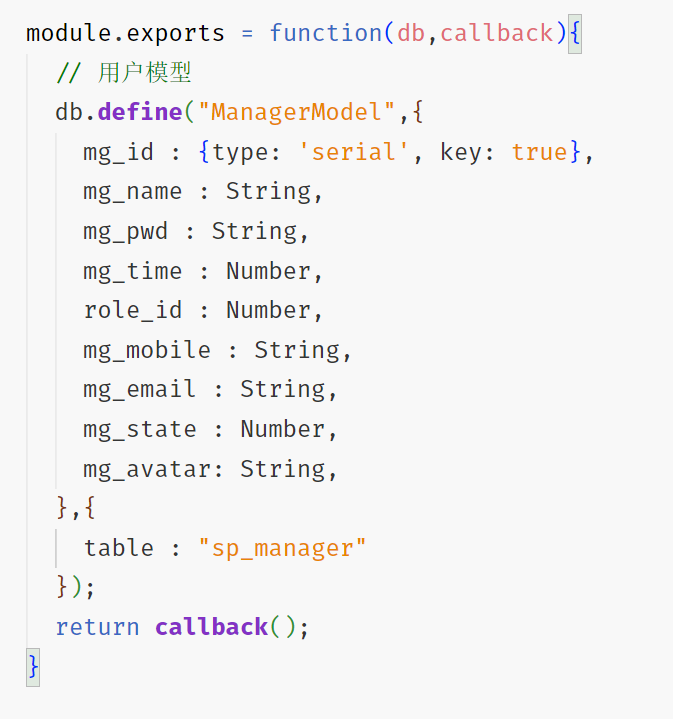 module.exports = function(db,callback){
  // 用户模型
  db.define("ManagerModel",{
    mg_id : {type: 'serial', key: true},
    mg_name : String,
    mg_pwd : String,
    mg_time : Number,
    role_id : Number,
    mg_mobile : String,
    mg_email : String,
    mg_state : Number,
    mg_avatar: String,
  },{
    table : "sp_manager"
  });
  return callback();
}